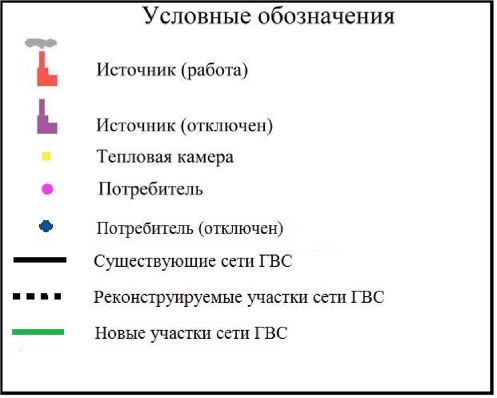 Условные обозначения
Источник (работа)
Источник (отключен)
Тепловая камера
Потребитель
Потребитель (отключен)
Существующие сети ГВС
Реконструируемые участки сети ГВС
Новые участки сети ГВС